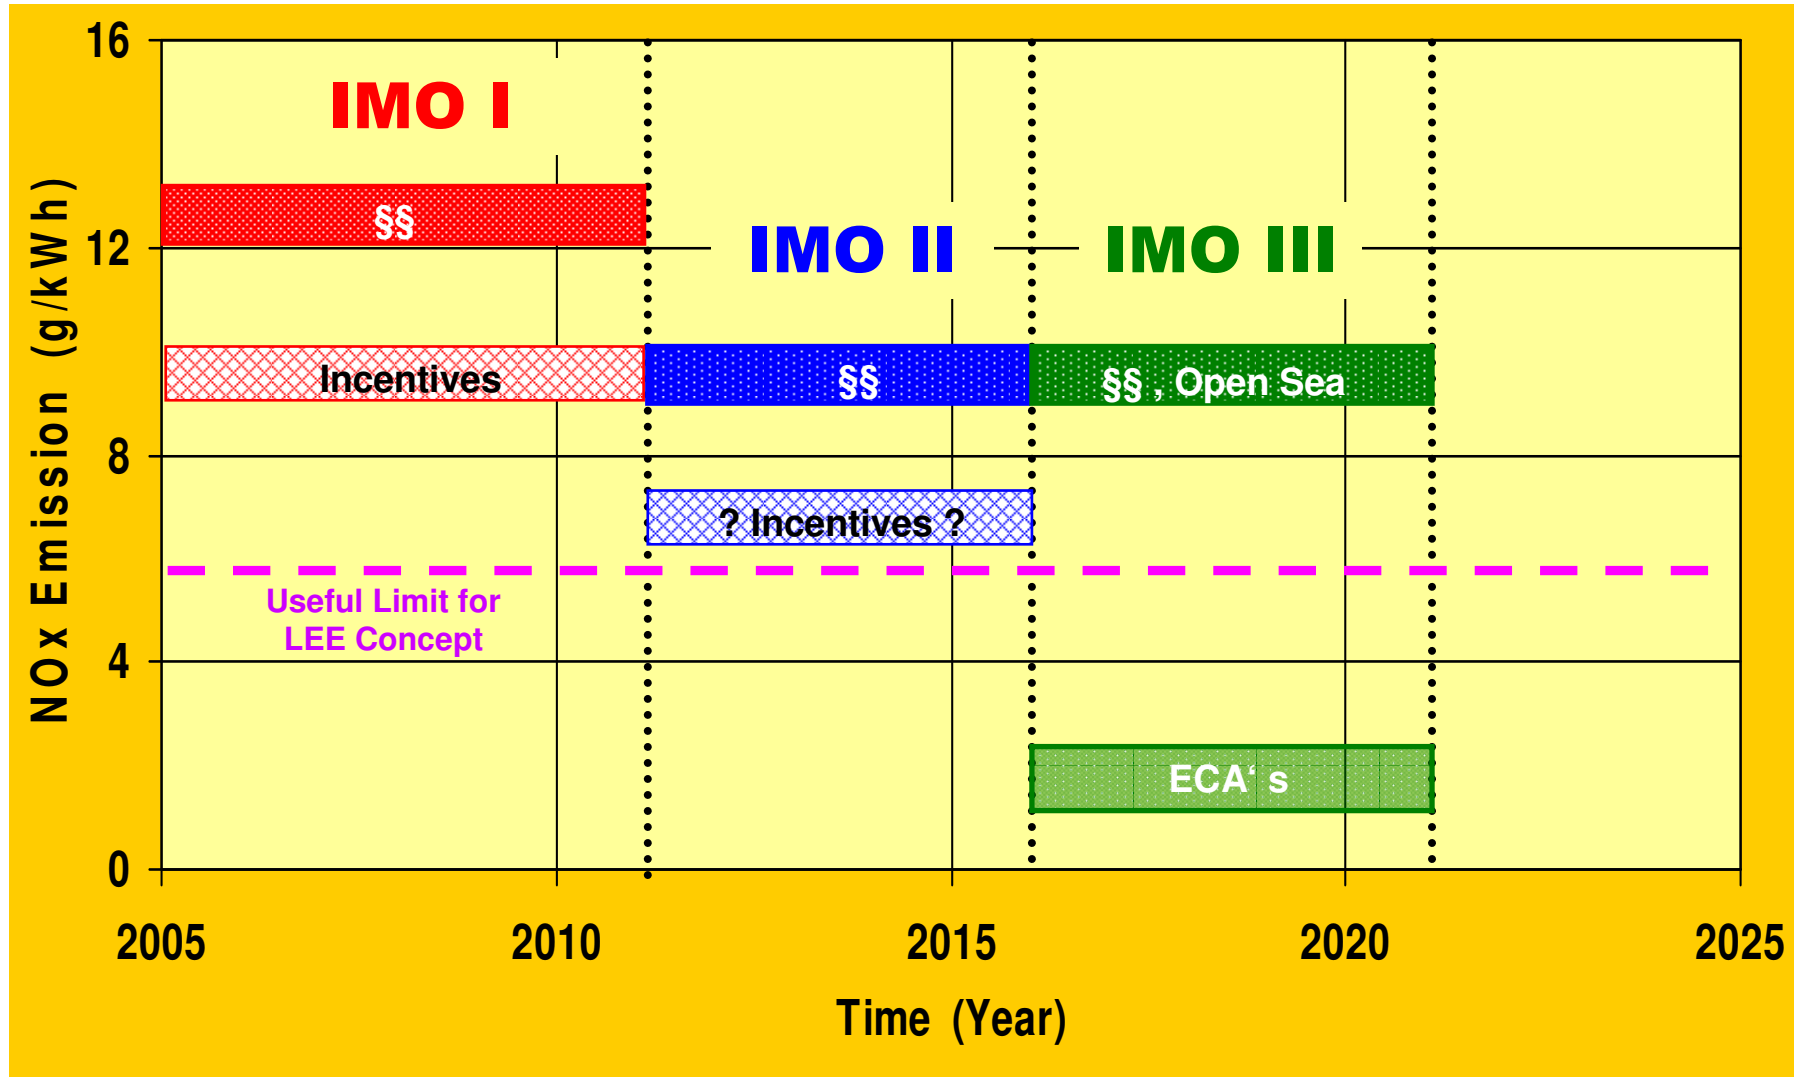 16
IMO I
§§
12
IMO II
IMO III
Incentives
§§
§§ , Open Sea
8
? Incentives ?
Useful Limit for
LEE Concept
4
ECA‘ s
0
2005
2010
2015
2020
2025
Time (Year)
NOx Emission (g/kWh)